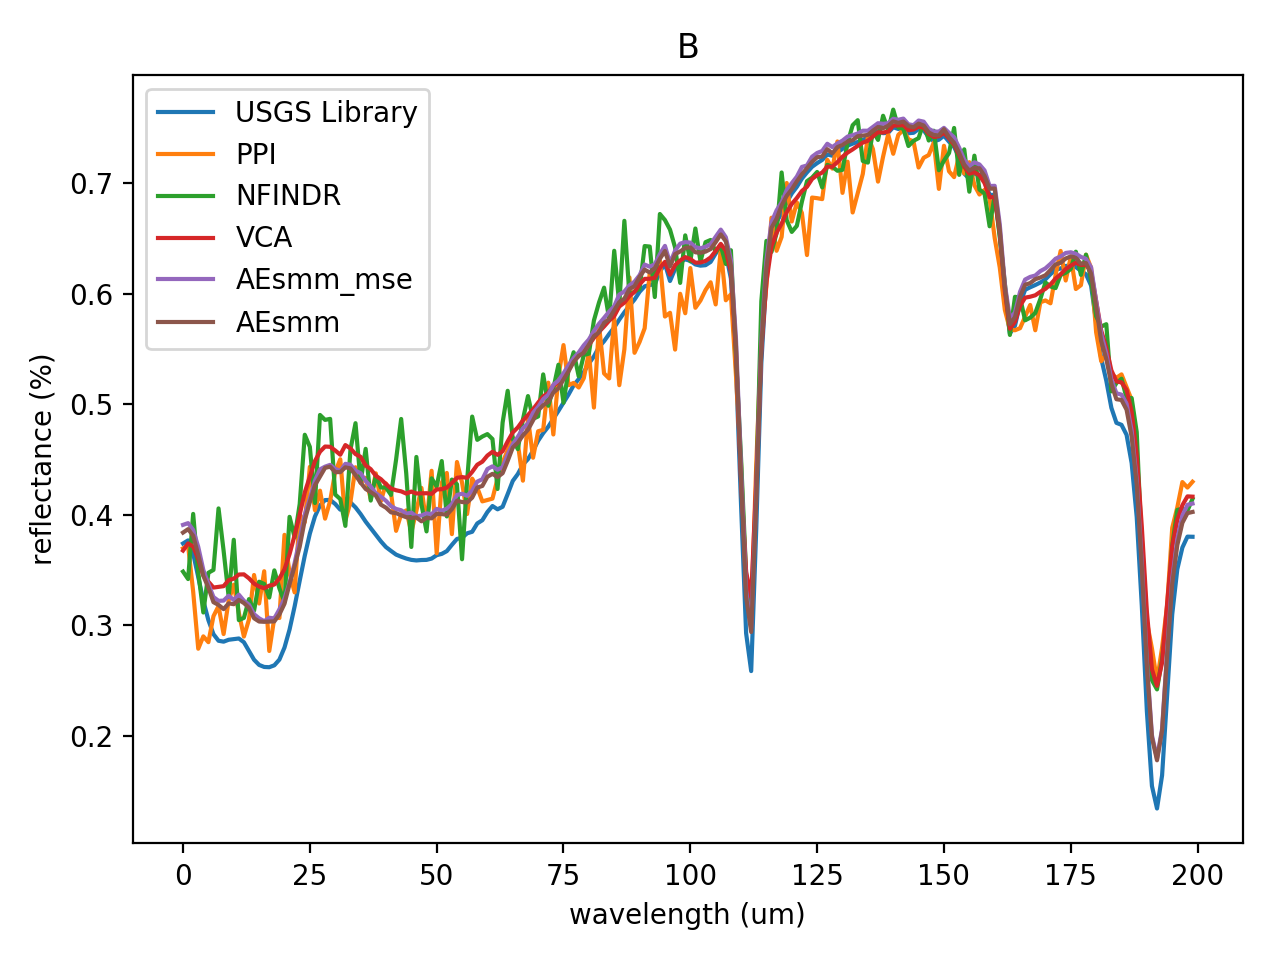 B
USGS Library
PPI
NFINDR
VCA
AEsmm_mse
AEsmm
reflectance (%)
0.7
0.6
0.5
0.4
0.3
0.2
0 25 50 75 100 125 150 175 200
wavelength (um)